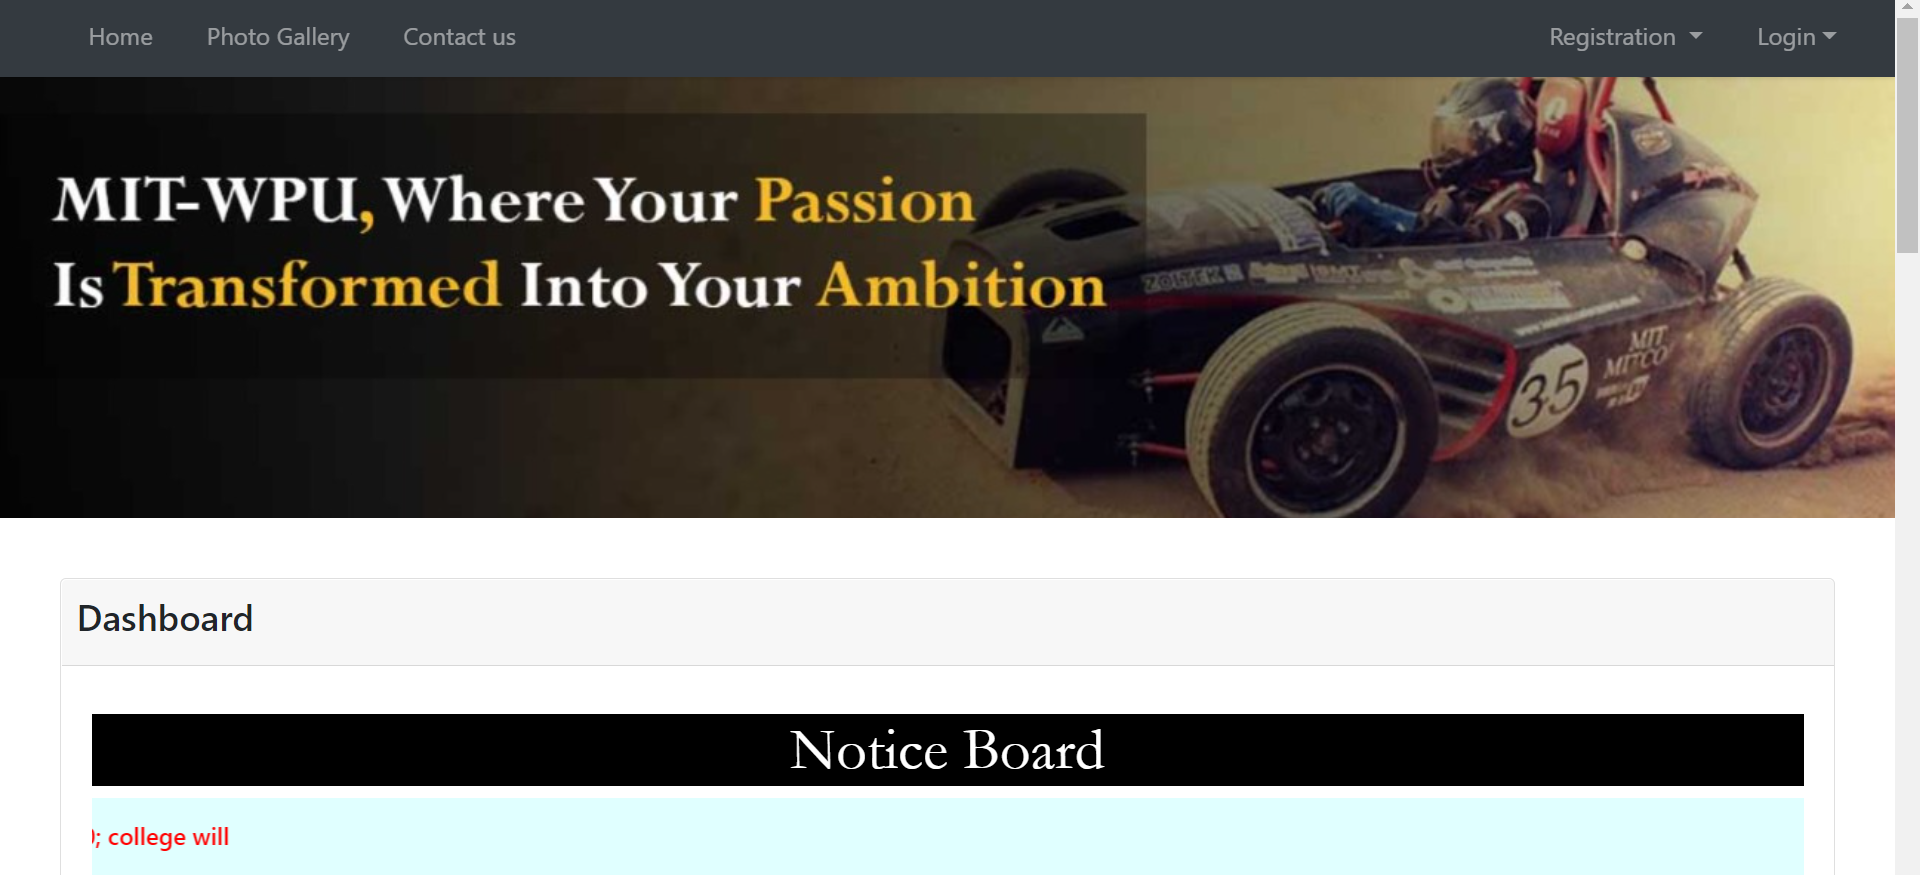 Home Photo Gallery Contact us Registration Login
MIT-WPU, Where Your Passion
Is Transformed Into Your Ambition
ZOLTEK
MIT
MITCO
35
Dashboard
Notice Board
; college will